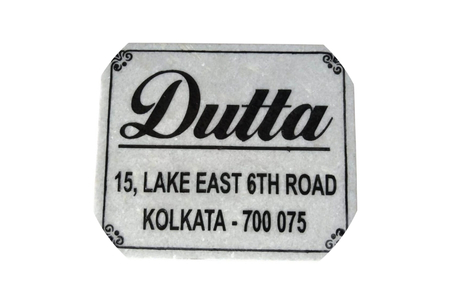 Dutta
15, LAKE EAST 6TH ROAD
KOLKATA - 700 075